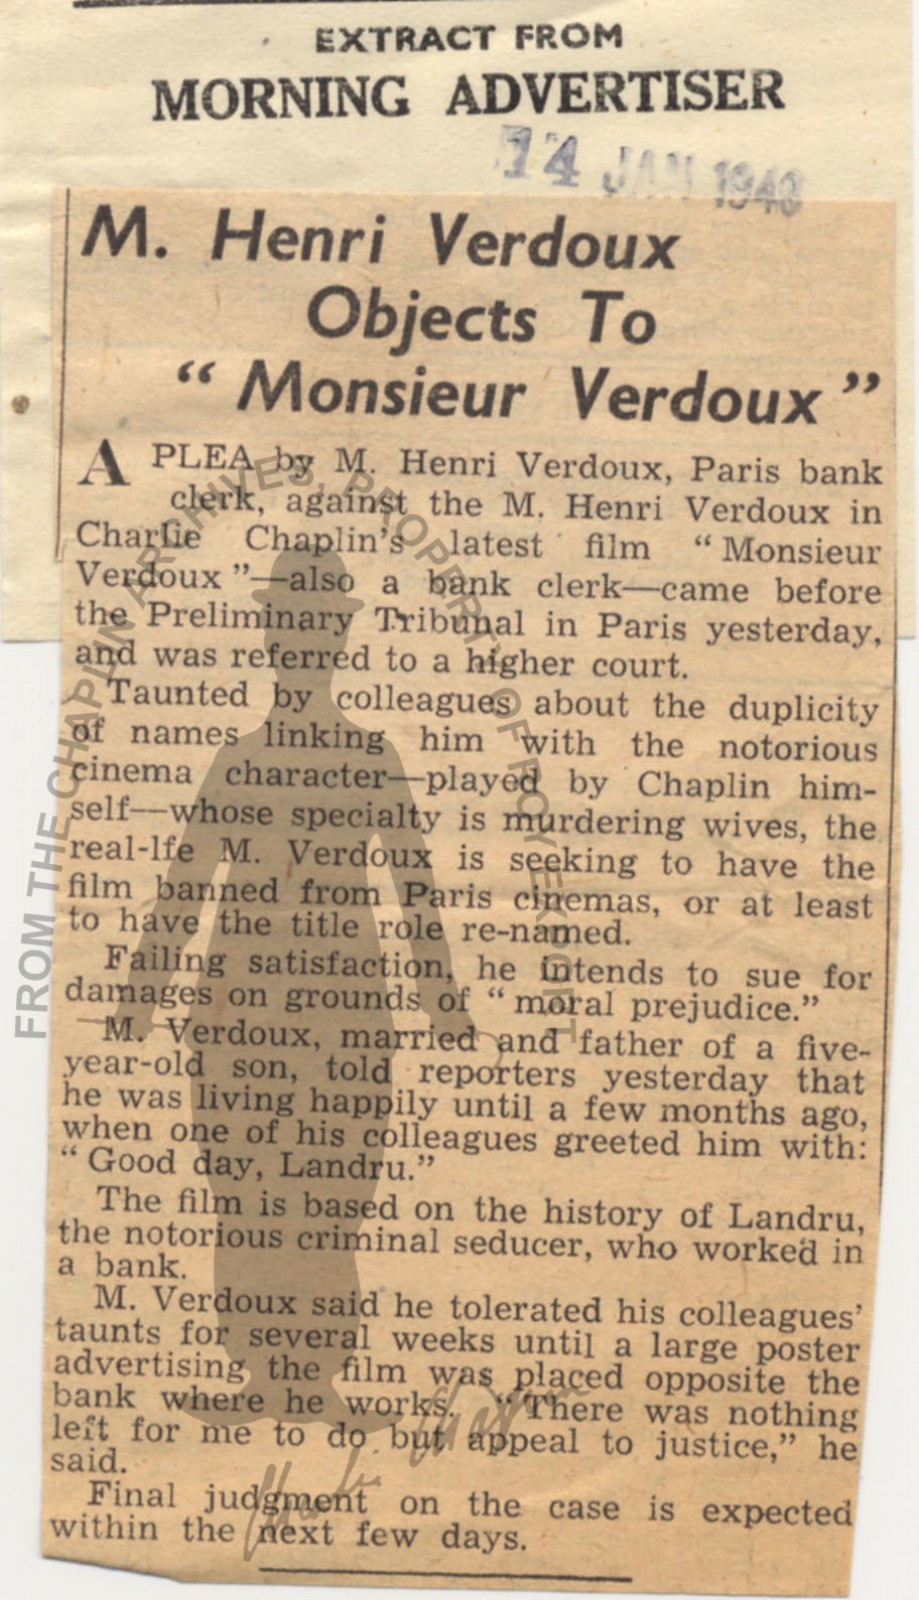 EXTRACT FROM
MORNING ADVERTISER
14 JAN 1948
M. Henri Verdoux
Objects To
“Monsieur Verdoux”
A PLEA by M. Henri Verdoux, Paris bank
clerk, against the M. Henri Verdoux in
Charlie Chaplin's latest film “Monsieur
Verdoux”—also a bank clerk—came before
the Preliminary Tribunal in Paris yesterday,
and was referred to a higher court.
Taunted by colleagues about the duplicity
of names linking him with the notorious
cinema character—played by Chaplin him-
self—whose specialty is murdering wives, the
real-lfe M. Verdoux is seeking to have the
film banned from Paris cinemas, or at least
to have the title role re-named.
Failing satisfaction, he intends to sue for
damages on grounds of “moral prejudice.”
M. Verdoux, married and father of a five-
year-old son, told reporters yesterday that
he was living happily until a few months ago,
when one of his colleagues greeted him with:
“Good day, Landru.”
The film is based on the history of Landru,
the notorious criminal seducer, who worked in
a bank.
M. Verdoux said he tolerated his colleagues'
taunts for several weeks until a large poster
advertising the film was placed opposite the
bank where he works. “There was nothing
left for me to do but appeal to justice,” he
said.
Final judgment on the case is expected
within the next few days.
FROM THE CHAPLIN ARCHIVES, PROPERTY OF ROY EXPORT
Charlie Chaplin